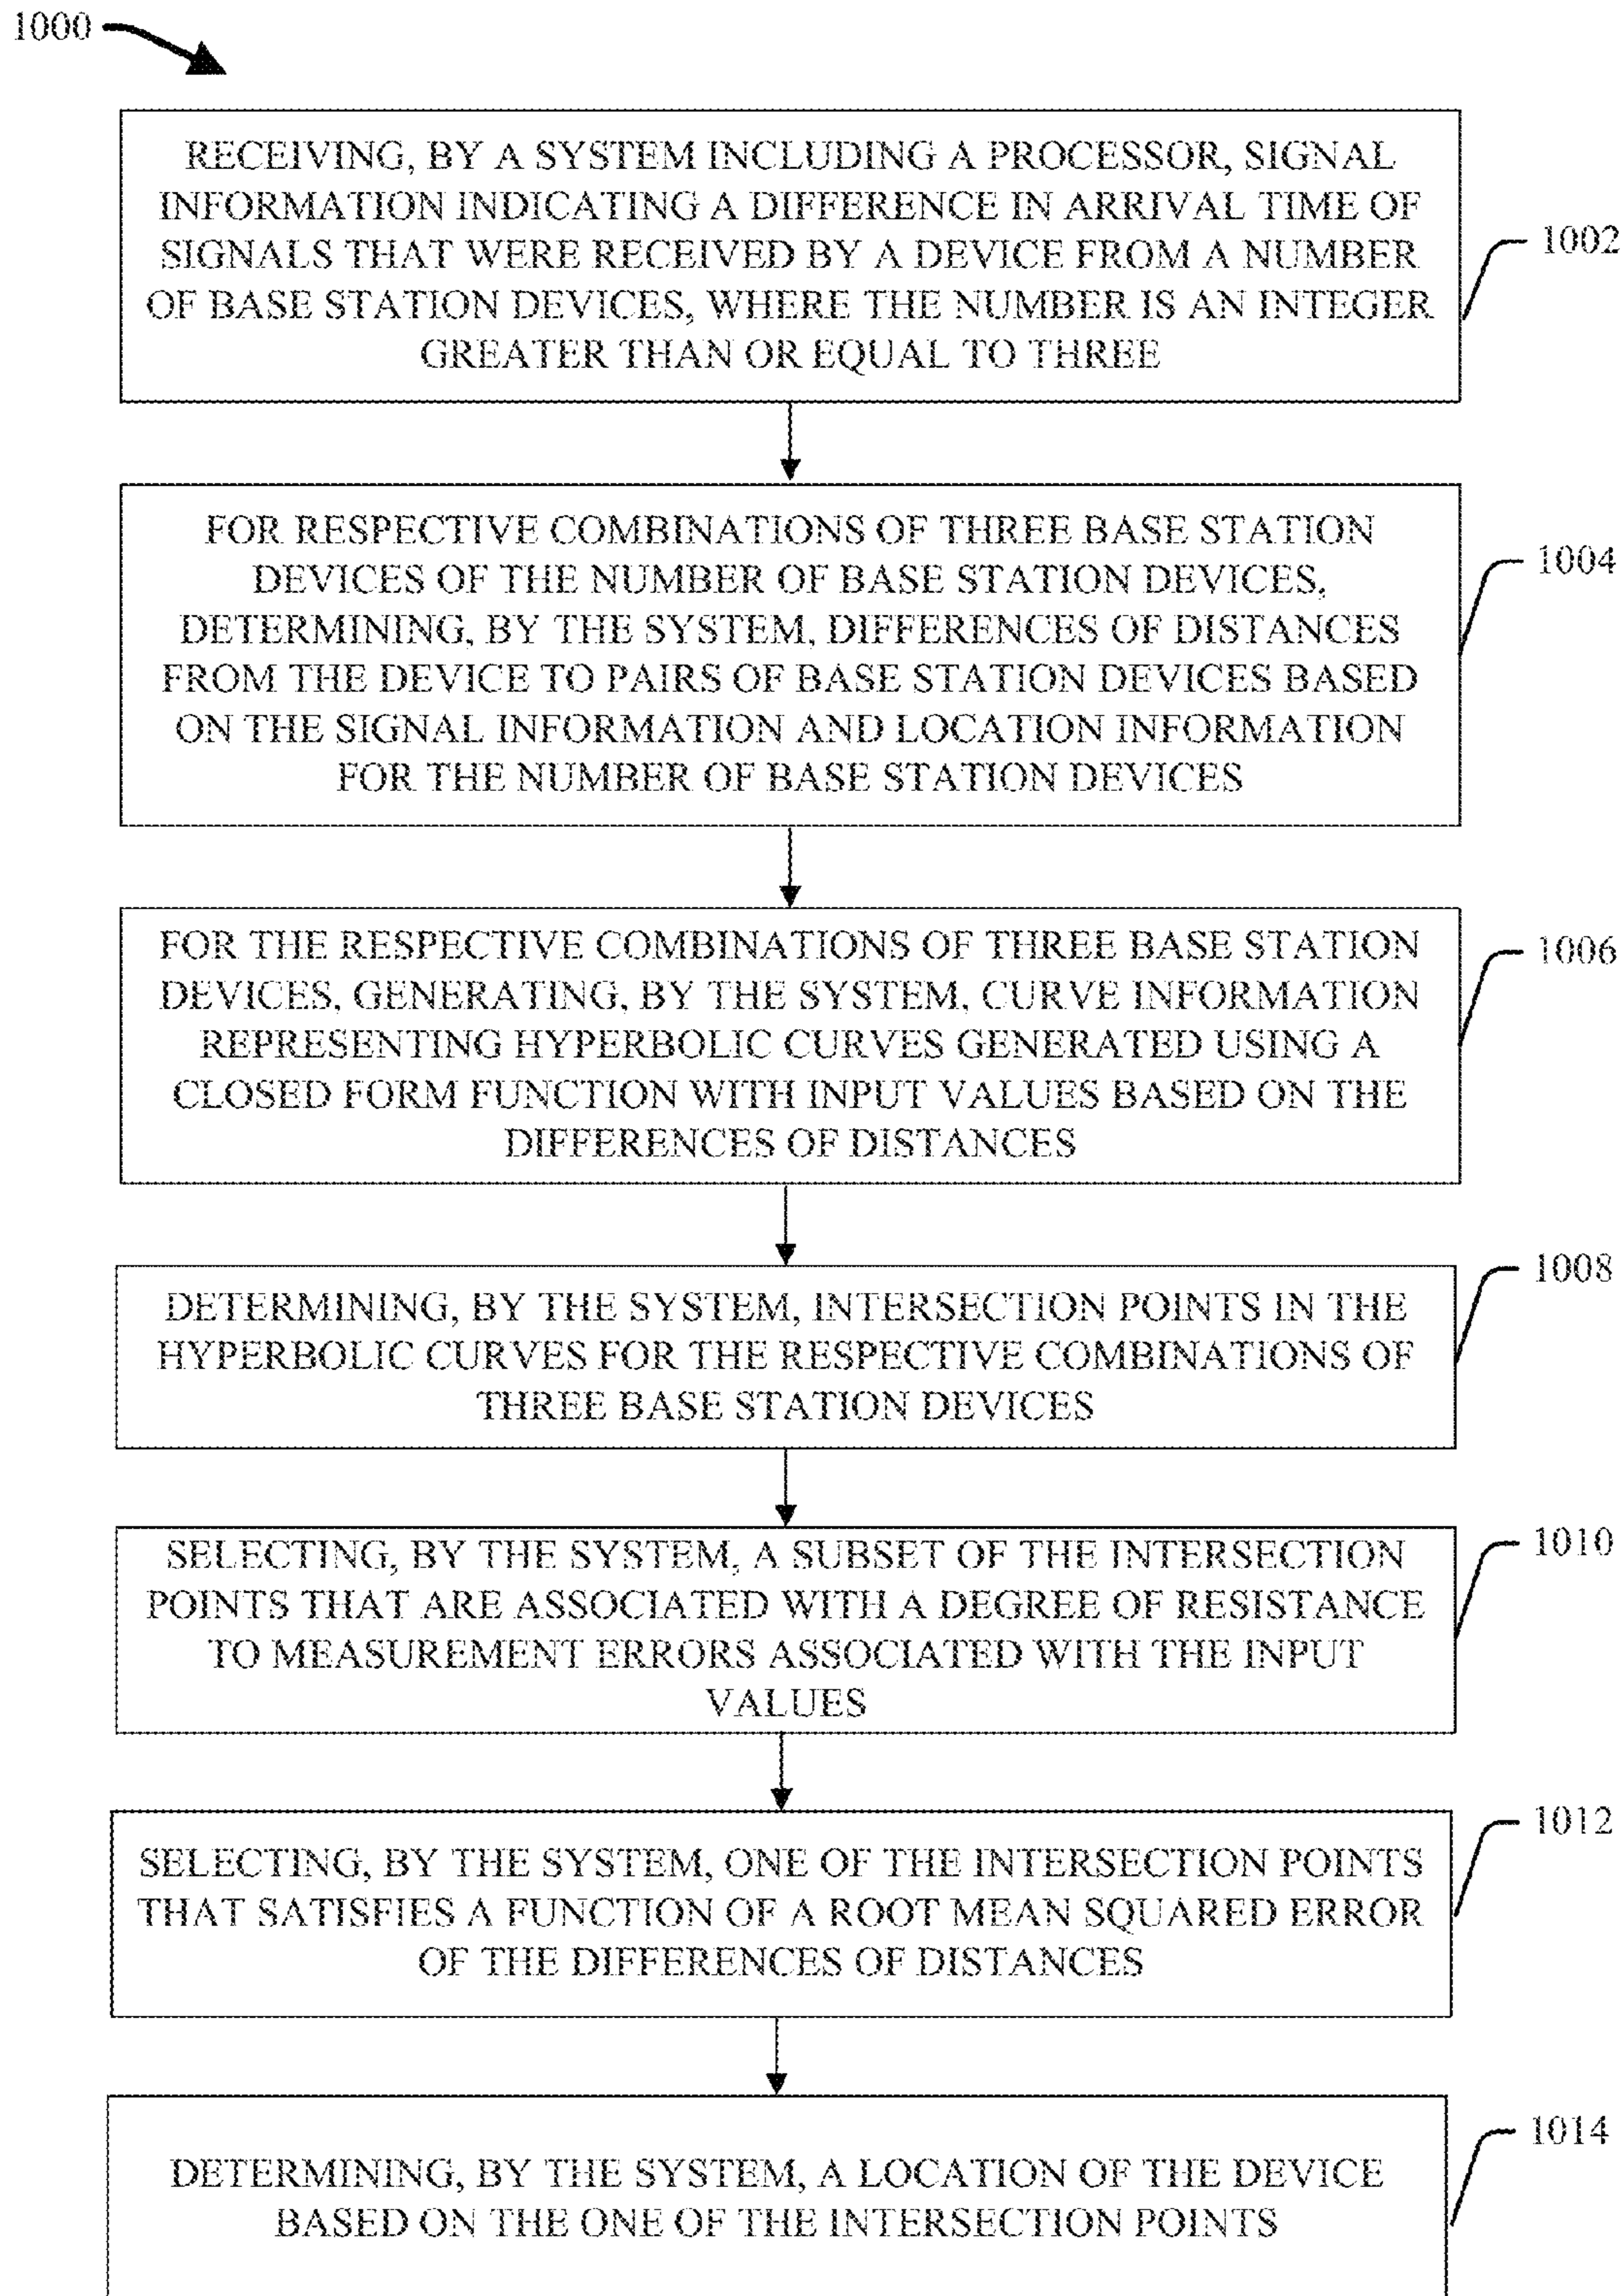 1000
RECEIVING, BY A SYSTEM INCLUDING A PROCESSOR, SIGNAL
INFORMATION INDICATING A DIFFERENCE IN ARRIVAL TIME OF
SIGNALS THAT WERE RECEIVED BY A DEVICE FROM A NUMBER
OF BASE STATION DEVICES, WHERE THE NUMBER IS AN INTEGER
GREATER THAN OR EQUAL TO THREE
1002
FOR RESPECTIVE COMBINATIONS OF THREE BASE STATION
DEVICES OF THE NUMBER OF BASE STATION DEVICES,
DETERMINING, BY THE SYSTEM, DIFFERENCES OF DISTANCES
FROM THE DEVICE TO PAIRS OF BASE STATION DEVICES BASED
ON THE SIGNAL INFORMATION AND LOCATION INFORMATION
FOR THE NUMBER OF BASE STATION DEVICES
1004
FOR THE RESPECTIVE COMBINATIONS OF THREE BASE STATION
DEVICES, GENERATING, BY THE SYSTEM, CURVE INFORMATION
REPRESENTING HYPERBOLIC CURVES GENERATED USING A
CLOSED FORM FUNCTION WITH INPUT VALUES BASED ON THE
DIFFERENCES OF DISTANCES
1006
DETERMINING, BY THE SYSTEM, INTERSECTION POINTS IN THE
HYPERBOLIC CURVES FOR THE RESPECTIVE COMBINATIONS OF
THREE BASE STATION DEVICES
1008
SELECTING, BY THE SYSTEM, A SUBSET OF THE INTERSECTION
POINTS THAT ARE ASSOCIATED WITH A DEGREE OF RESISTANCE
TO MEASUREMENT ERRORS ASSOCIATED WITH THE INPUT
VALUES
1010
SELECTING, BY THE SYSTEM, ONE OF THE INTERSECTION POINTS
THAT SATISFIES A FUNCTION OF A ROOT MEAN SQUARED ERROR
OF THE DIFFERENCES OF DISTANCES
1012
DETERMINING, BY THE SYSTEM, A LOCATION OF THE DEVICE
BASED ON THE ONE OF THE INTERSECTION POINTS
1014